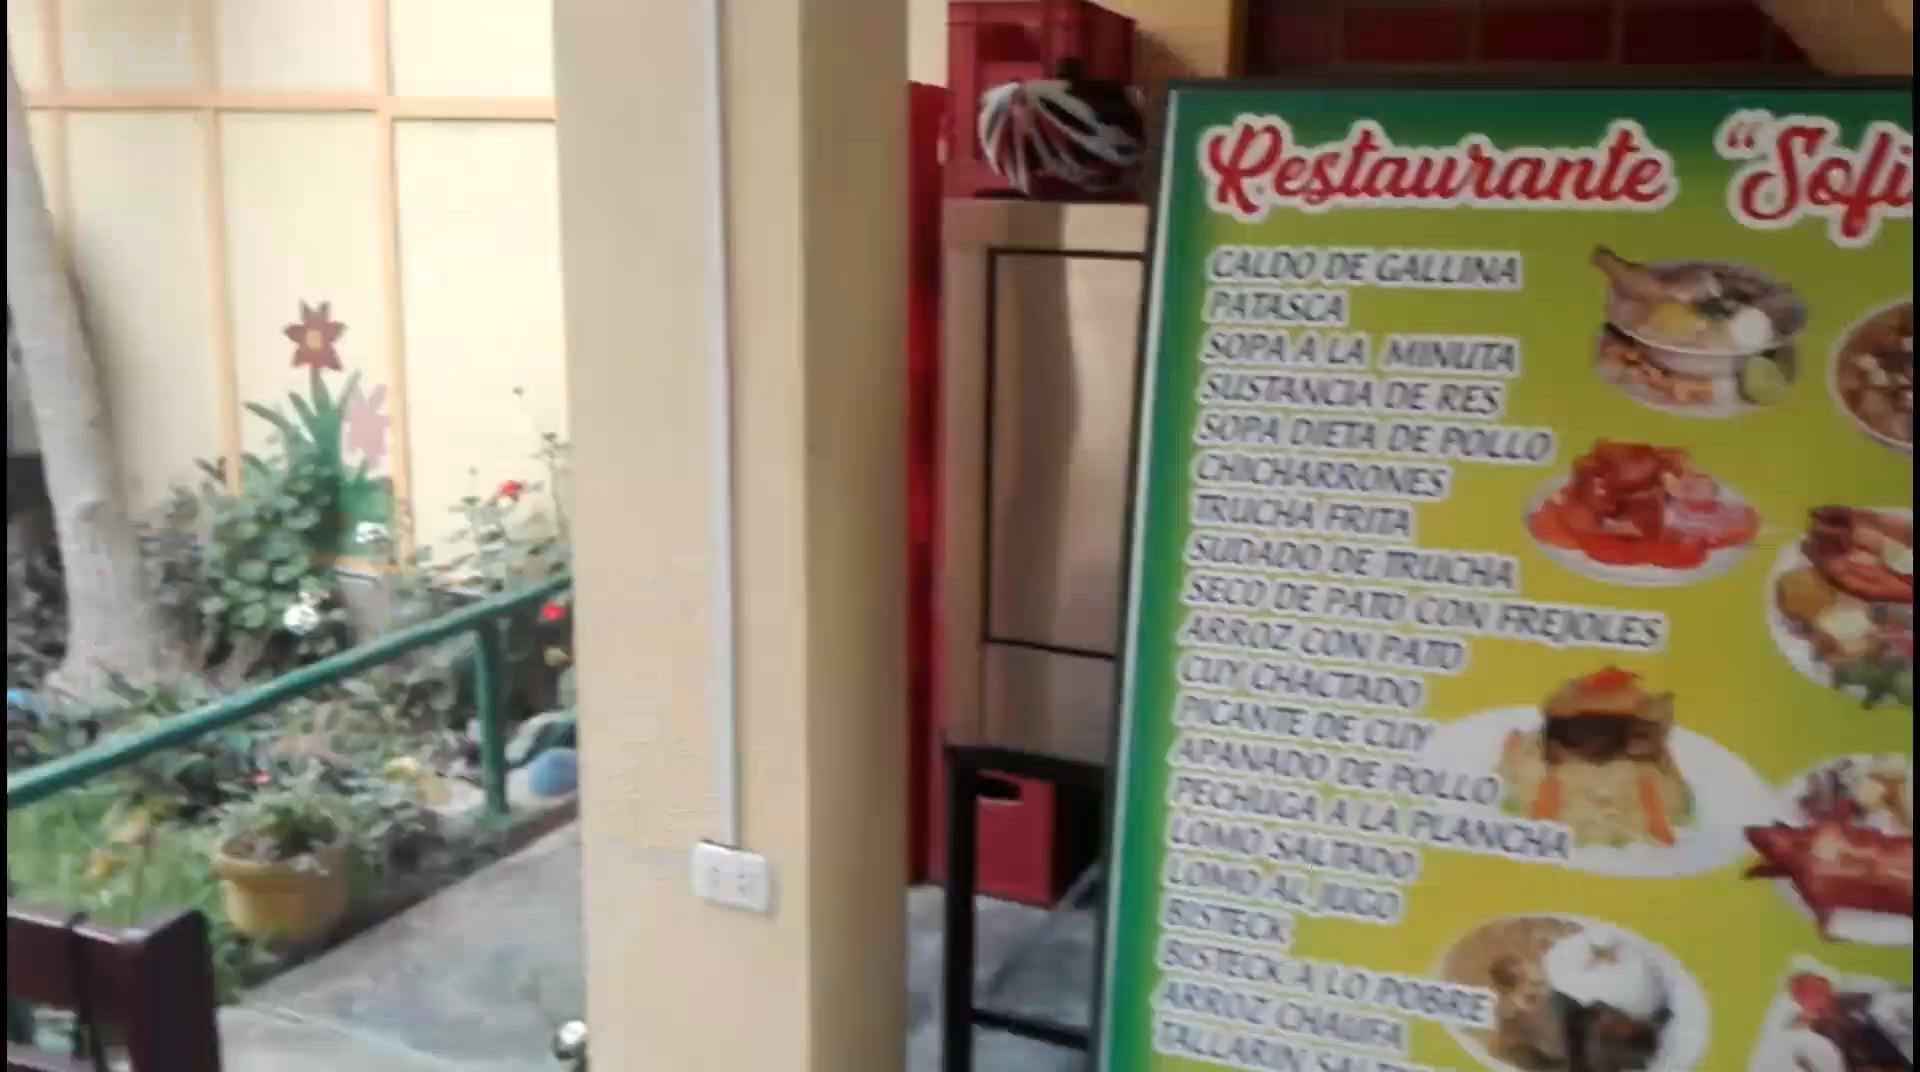 Restaurante "Sofi
CALDO DE GALLINA
PATASCA
SOPA A LA MINUTA
SUSTANCIA DE RES
SOPA DIETA DE POLLO
CHICHARRONES
TRUCHA FRITA
SUDADO DE TRUCHA
SECO DE PATO CON FREJOLES
ARROZ CON PATO
CUY CHACTADO
PICANTE DE CUY
APANADO DE POLLO
PECHUGA A LA PLANCHA
LOMO SALTADO
LOMO AL JUGO
BISTECK
BISTECK A LO POBRE
ARROZ CHAUFA
TALLARIN